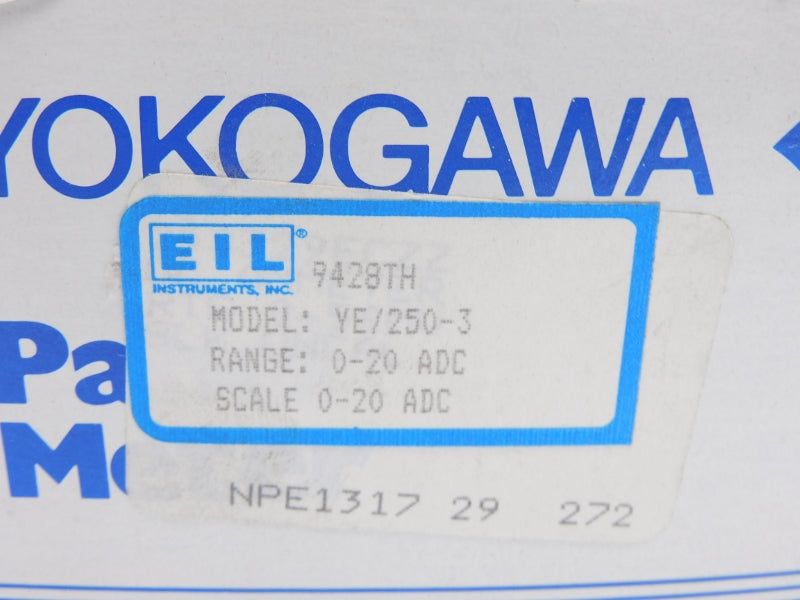 YOKOGAWA
EIL®
INSTRUMENTS, INC.
9428TH
MODEL: YE/250-3
RANGE: 0-20 ADC
SCALE 0-20 ADC
Pa
Me
NPE1317 29 272